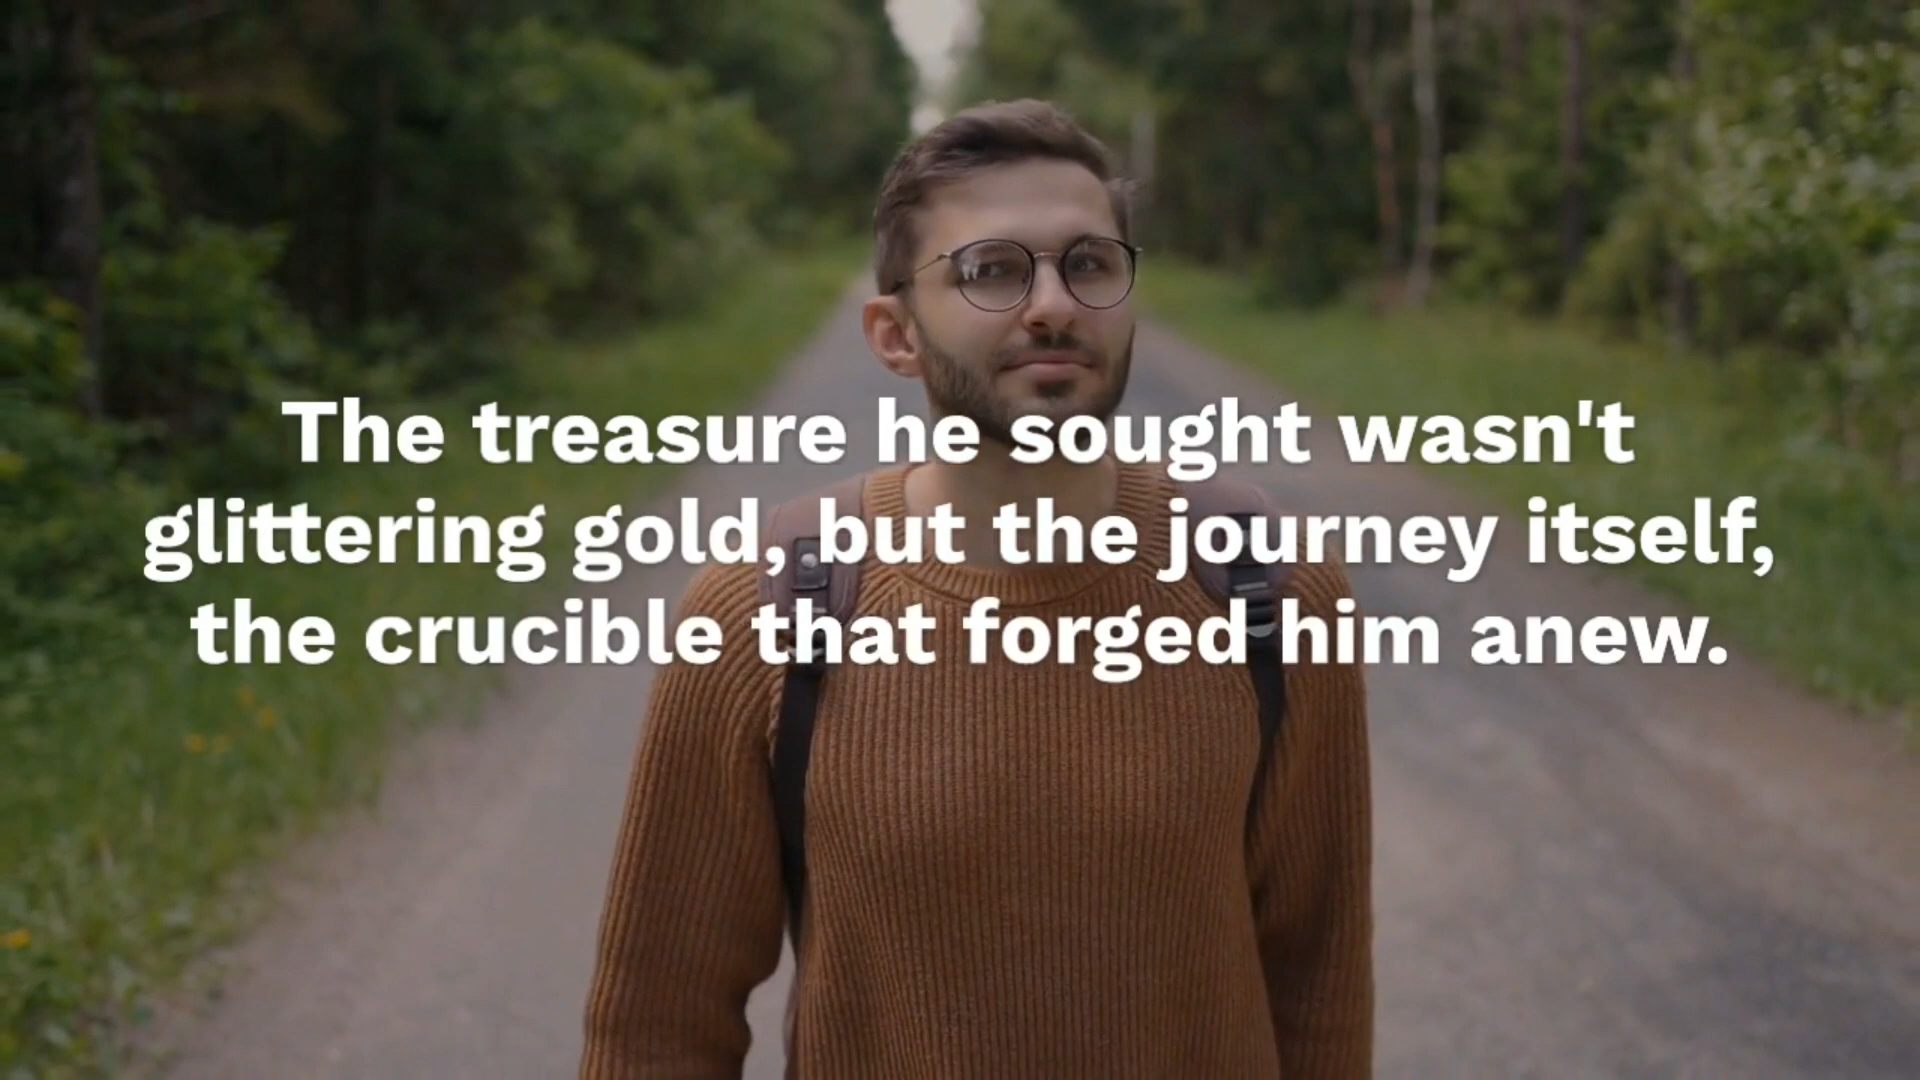 The treasure he sought wasn't
glittering gold, but the journey itself,
the crucible that forged him anew.